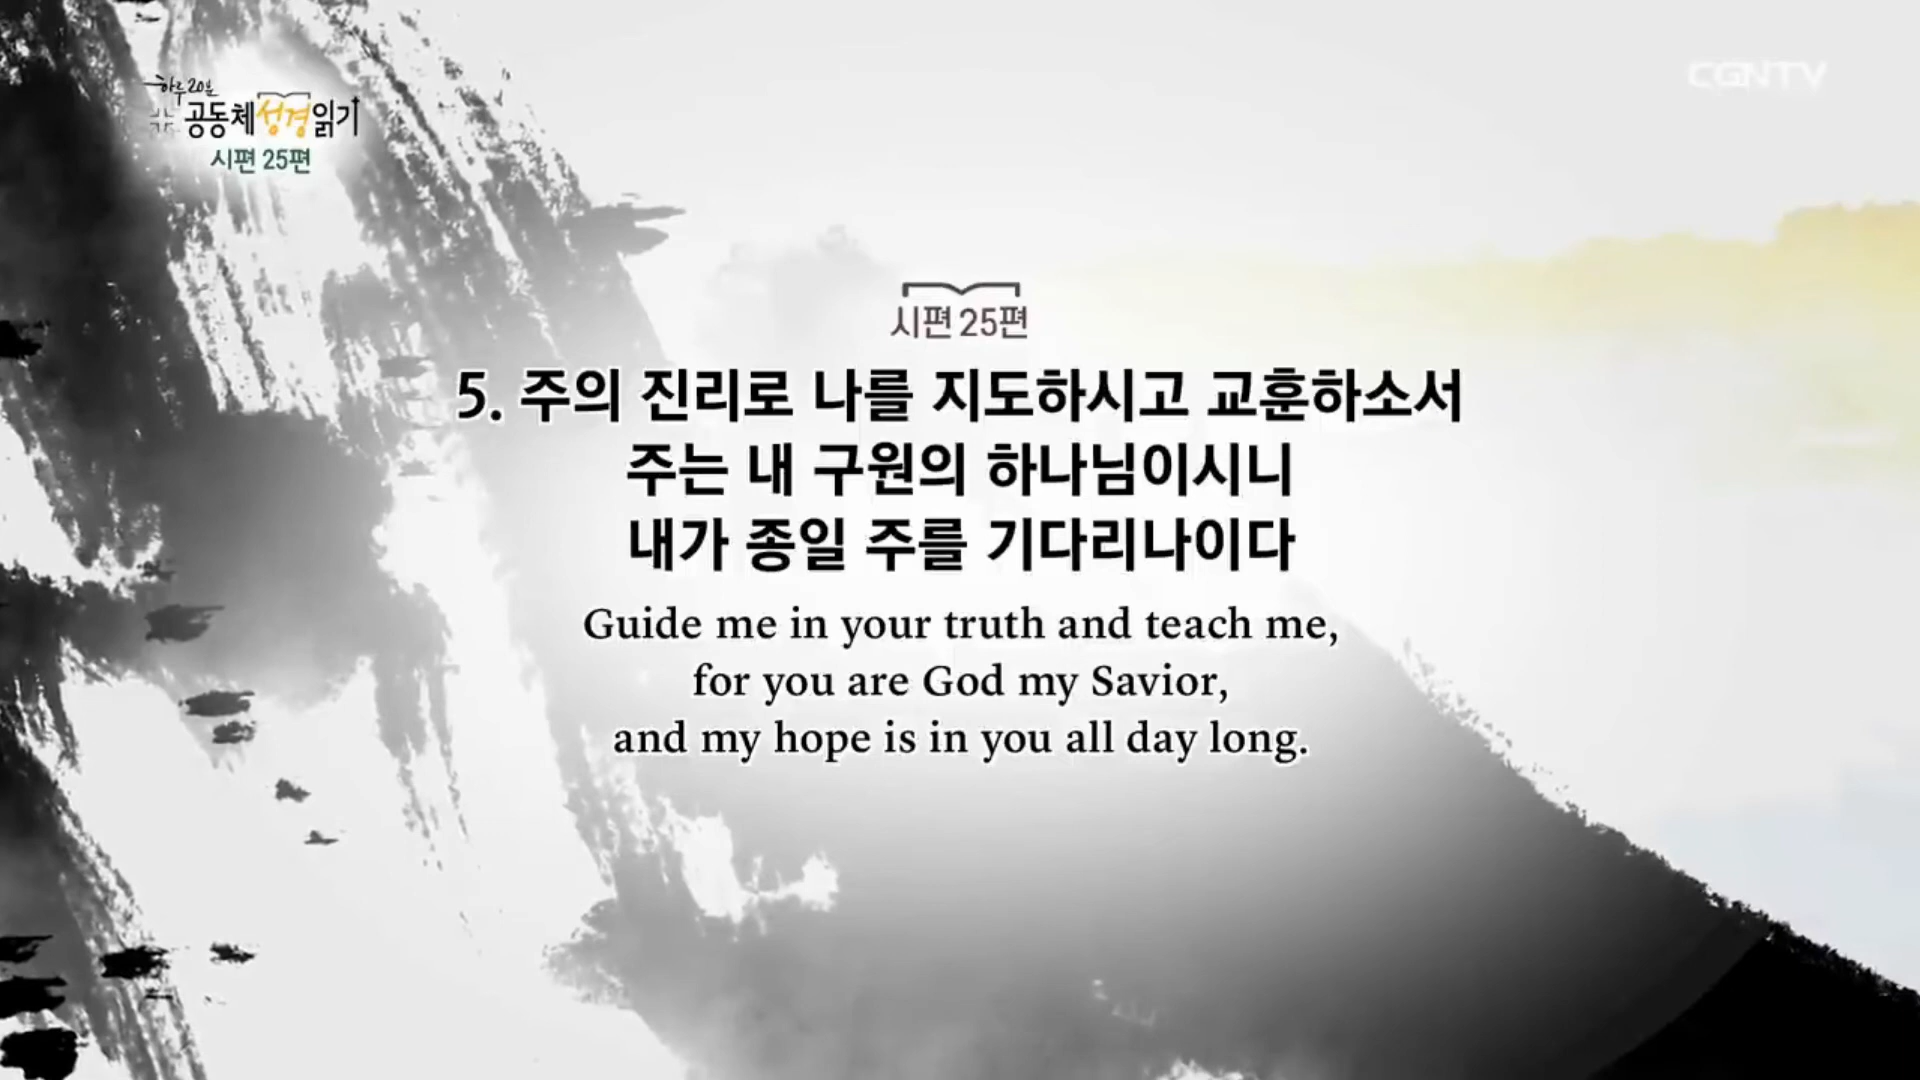 하루 20분
공동체성경읽기
시편 25편
CGNTV
시편 25편
5. 주의 진리로 나를 지도하시고 교훈하소서
주는 내 구원의 하나님이시니
내가 종일 주를 기다리나이다
Guide me in your truth and teach me,
for you are God my Savior,
and my hope is in you all day long.